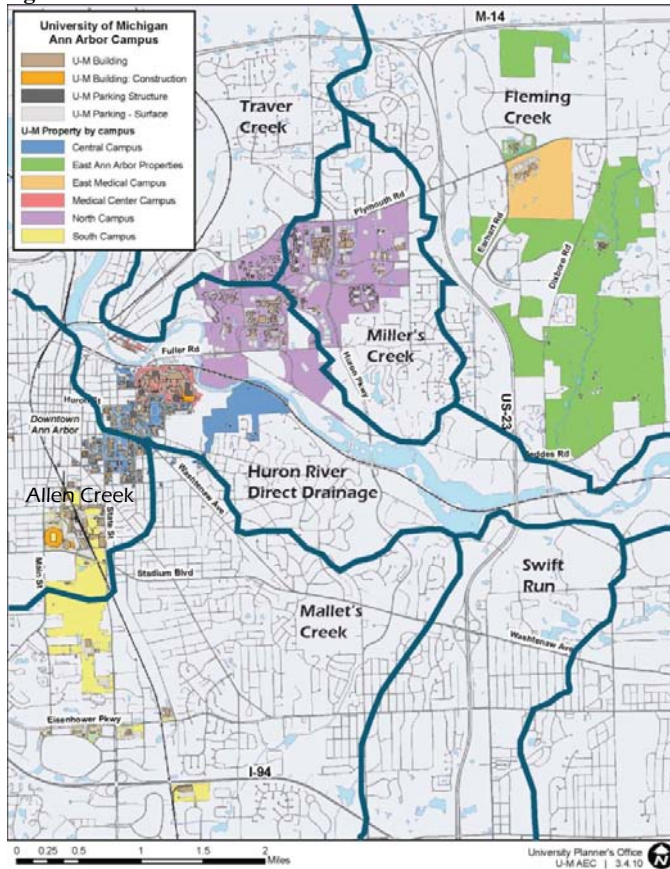 University of Michigan
Ann Arbor Campus
U-M Building
U-M Building: Construction
U-M Parking Structure
U-M Parking - Surface
U-M Property by campus
Central Campus
East Ann Arbor Properties
East Medical Campus
Medical Center Campus
North Campus
South Campus
M-14
Traver
Creek
Fleming
Creek
Plymouth Rd
Earhart Rd
Dixboro Rd
Miller's
Creek
Fuller Rd
Huron Pkwy
US-23
Huron St
Downtown
Ann Arbor
Geddes Rd
Huron River
Direct Drainage
Washtenaw Ave
Allen Creek
State St
Main St
Stadium Blvd
Swift
Run
Mallet's
Creek
Washtenaw Ave
Eisenhower Pkwy
I-94
0 0.25 0.5 1 2
Miles
University Planner's Office
U-M AEC | 3.4.10
N